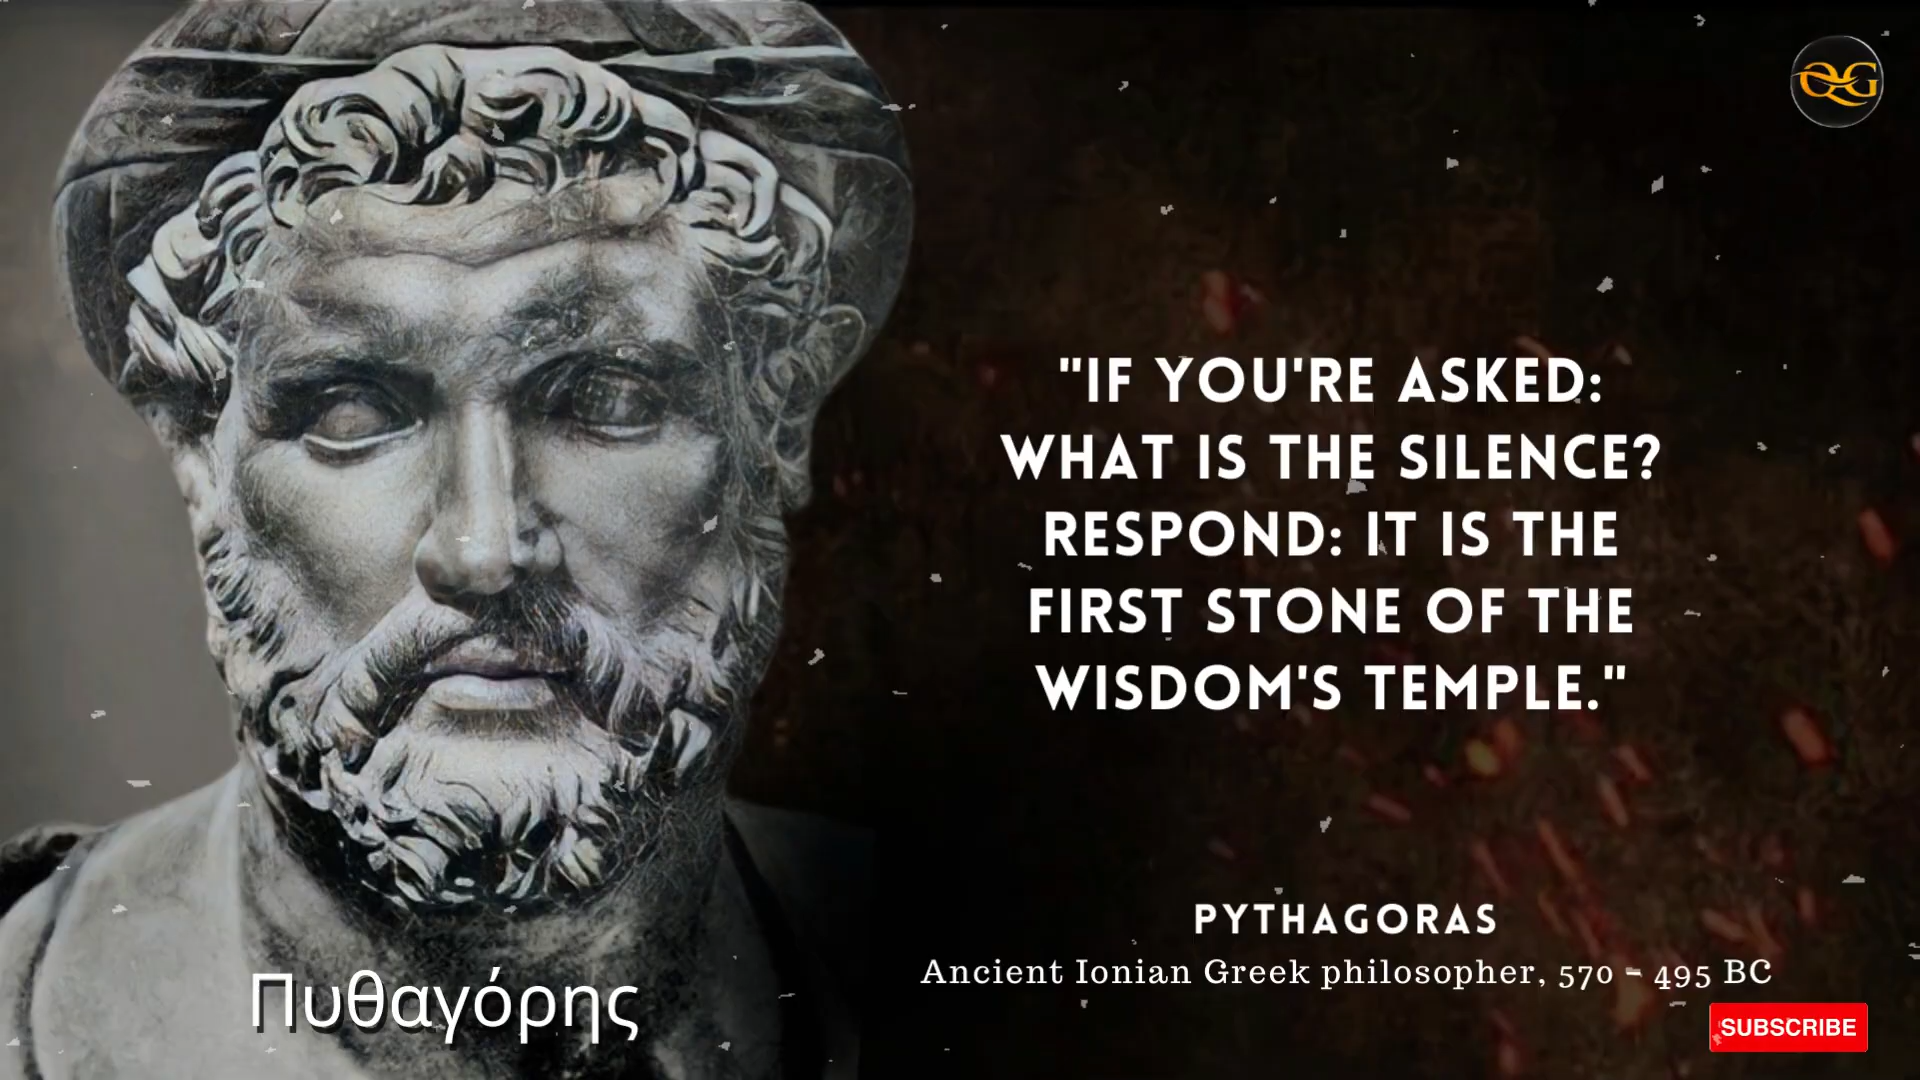 "IF YOU'RE ASKED:
WHAT IS THE SILENCE?
RESPOND: IT IS THE
FIRST STONE OF THE
WISDOM'S TEMPLE."
PYTHAGORAS
Ancient Ionian Greek philosopher, 570 – 495 BC
Πυθαγόρης
SUBSCRIBE